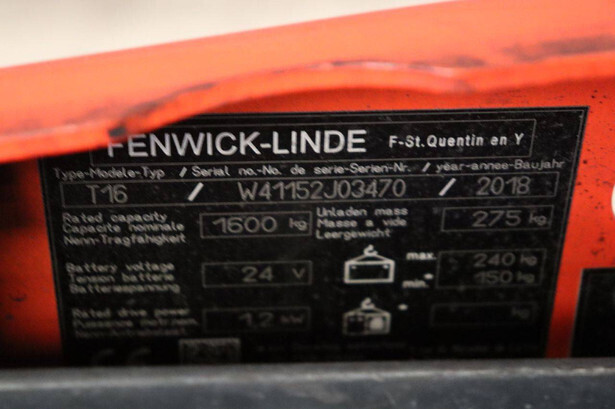 FENWICK-LINDE F-St.Quentin en Y
Type-Modele-Typ / Serial no.-No. de serie-Serien-Nr. / year-annee-Baujahr
T16 / W41152J03470 / 2018
Rated capacity
Capacite nominale
Nenn-Tragfähigkeit
1600 kg
Unladen mass
Masse a vide
Leergewicht
275 kg
Battery voltage
Tension batterie
Batteriespannung
24 V
max. 240 kg
min. 150 kg
Rated drive power
1.2 kW
kg